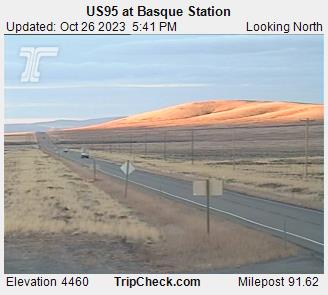 US95 at Basque Station
Updated: Oct 26 2023 5:41 PM Looking North
Elevation 4460 TripCheck.com Milepost 91.62